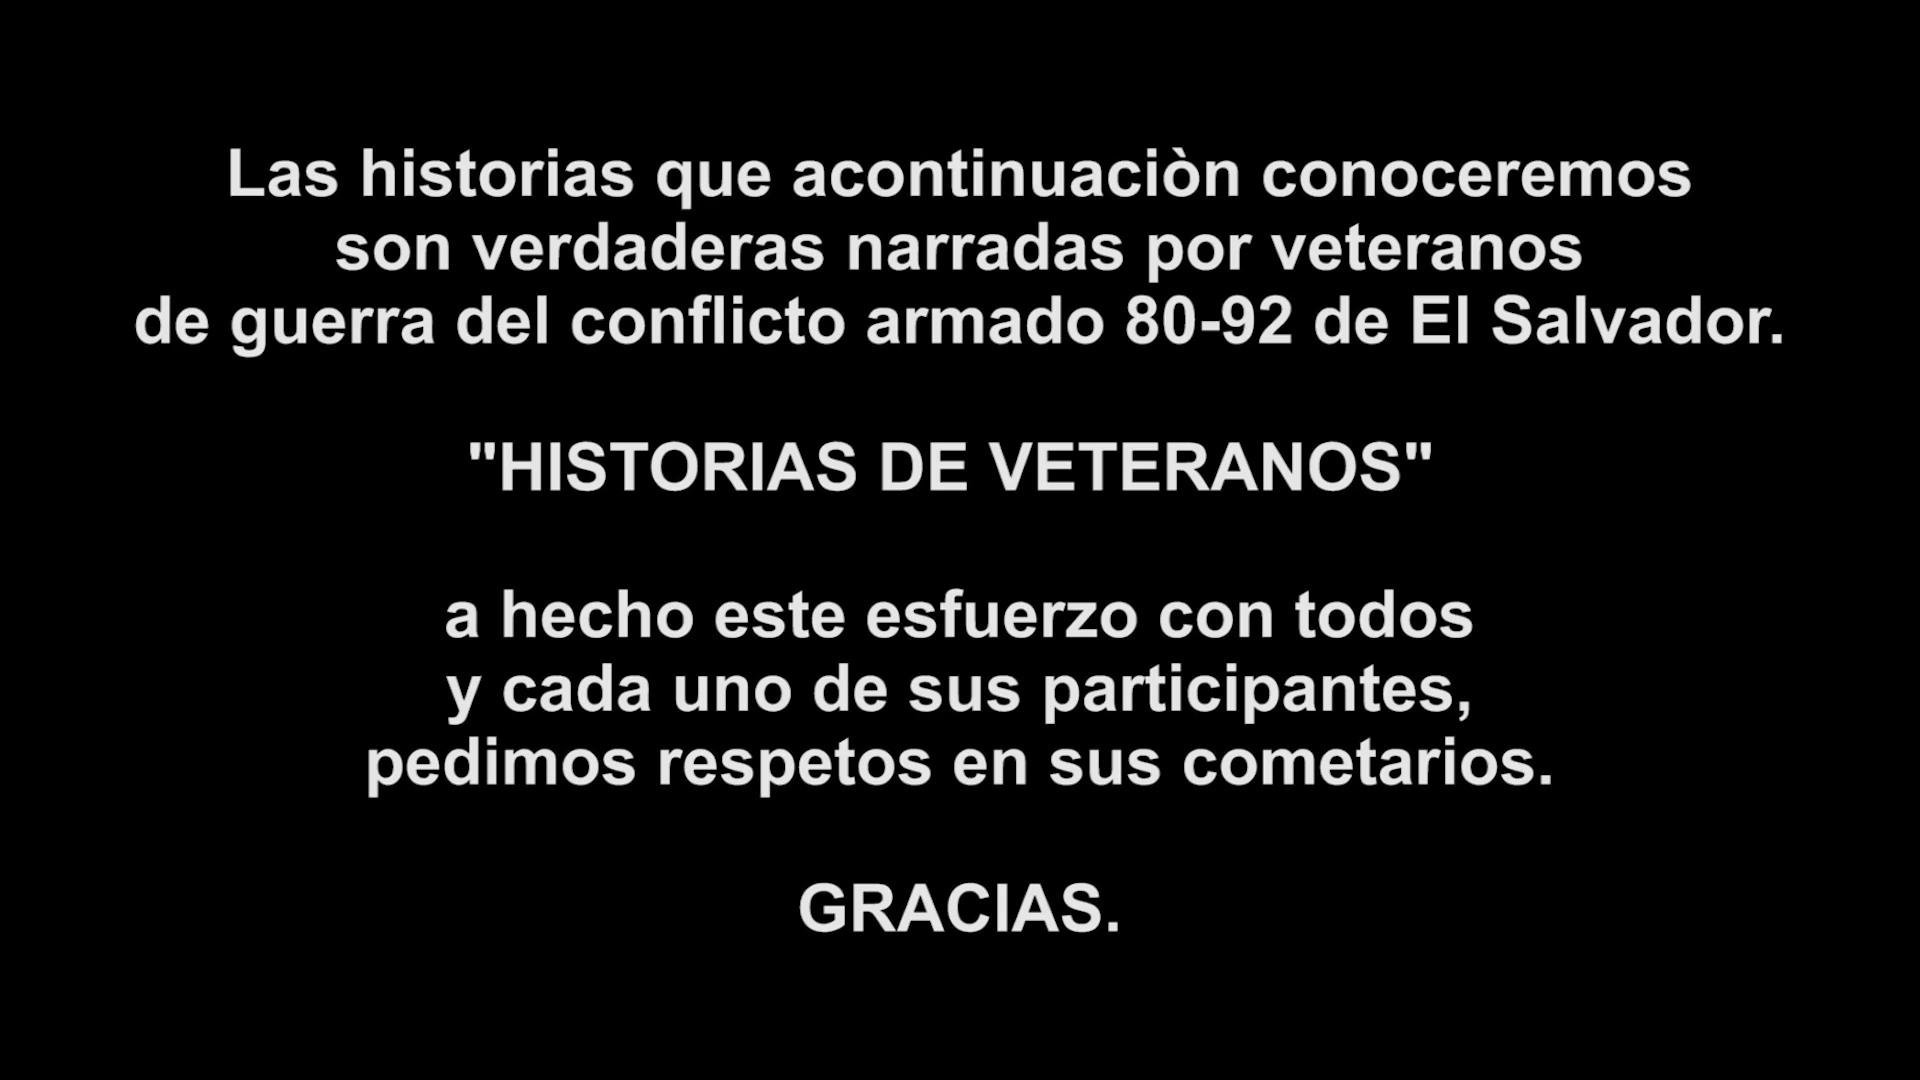 Las historias que acontinuaciòn conoceremos
son verdaderas narradas por veteranos
de guerra del conflicto armado 80-92 de El Salvador.
"HISTORIAS DE VETERANOS"
a hecho este esfuerzo con todos
y cada uno de sus participantes,
pedimos respetos en sus cometarios.
GRACIAS.